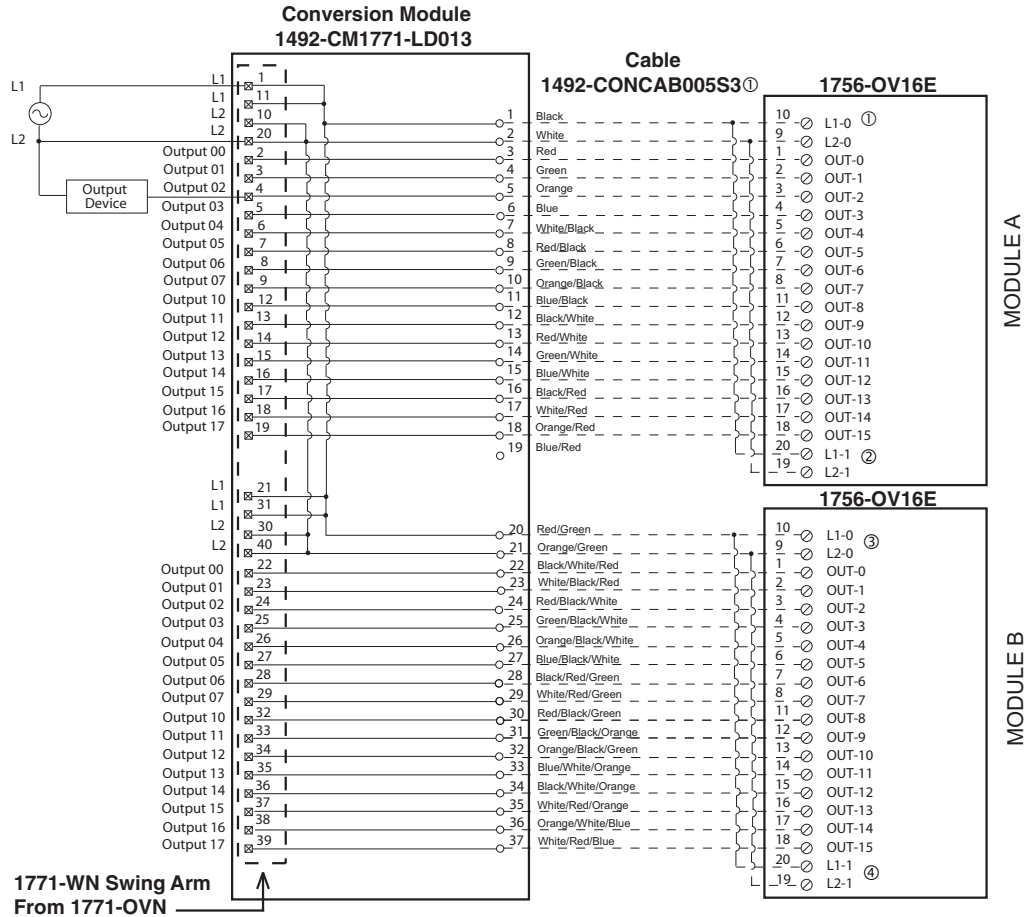 Conversion Module
1492-CM1771-LD013
Cable
1492-CONCAB005S3①
1756-OV16E
L1
L2
Output
Device
L1 1
L1 11
L2 10
L2 20
1 Black 10 L1-0 ①
2 White 9 L2-0
Output 00 2 3 Red 1 OUT-0
Output 01 3 4 Green 2 OUT-1
Output 02 4 5 Orange 3 OUT-2
Output 03 5 6 Blue 4 OUT-3
Output 04 6 7 White/Black 5 OUT-4
Output 05 7 8 Red/Black 6 OUT-5
Output 06 8 9 Green/Black 7 OUT-6
Output 07 9 10 Orange/Black 8 OUT-7
Output 10 12 11 Blue/Black 11 OUT-8
Output 11 13 12 Black/White 12 OUT-9
Output 12 14 13 Red/White 13 OUT-10
Output 13 15 14 Green/White 14 OUT-11
Output 14 16 15 Blue/White 15 OUT-12
Output 15 17 16 Black/Red 16 OUT-13
Output 16 18 17 White/Red 17 OUT-14
Output 17 19 18 Orange/Red 18 OUT-15
19 Blue/Red 20 L1-1 ②
19 L2-1
MODULE A
1756-OV16E
L1 21
L1 31
L2 30
L2 40
20 Red/Green 10 L1-0 ③
21 Orange/Green 9 L2-0
Output 00 22 22 Black/White/Red 1 OUT-0
Output 01 23 23 White/Black/Red 2 OUT-1
Output 02 24 24 Red/Black/White 3 OUT-2
Output 03 25 25 Green/Black/White 4 OUT-3
Output 04 26 26 Orange/Black/White 5 OUT-4
Output 05 27 27 Blue/Black/White 6 OUT-5
Output 06 28 28 Black/Red/Green 7 OUT-6
Output 07 29 29 White/Red/Green 8 OUT-7
Output 10 32 30 Red/Black/Green 11 OUT-8
Output 11 33 31 Green/Black/Orange 12 OUT-9
Output 12 34 32 Orange/Black/Green 13 OUT-10
Output 13 35 33 Blue/White/Orange 14 OUT-11
Output 14 36 34 Black/White/Orange 15 OUT-12
Output 15 37 35 White/Red/Orange 16 OUT-13
Output 16 38 36 Orange/White/Blue 17 OUT-14
Output 17 39 37 White/Red/Blue 18 OUT-15
20 L1-1 ④
19 L2-1
MODULE B
1771-WN Swing Arm
From 1771-OVN